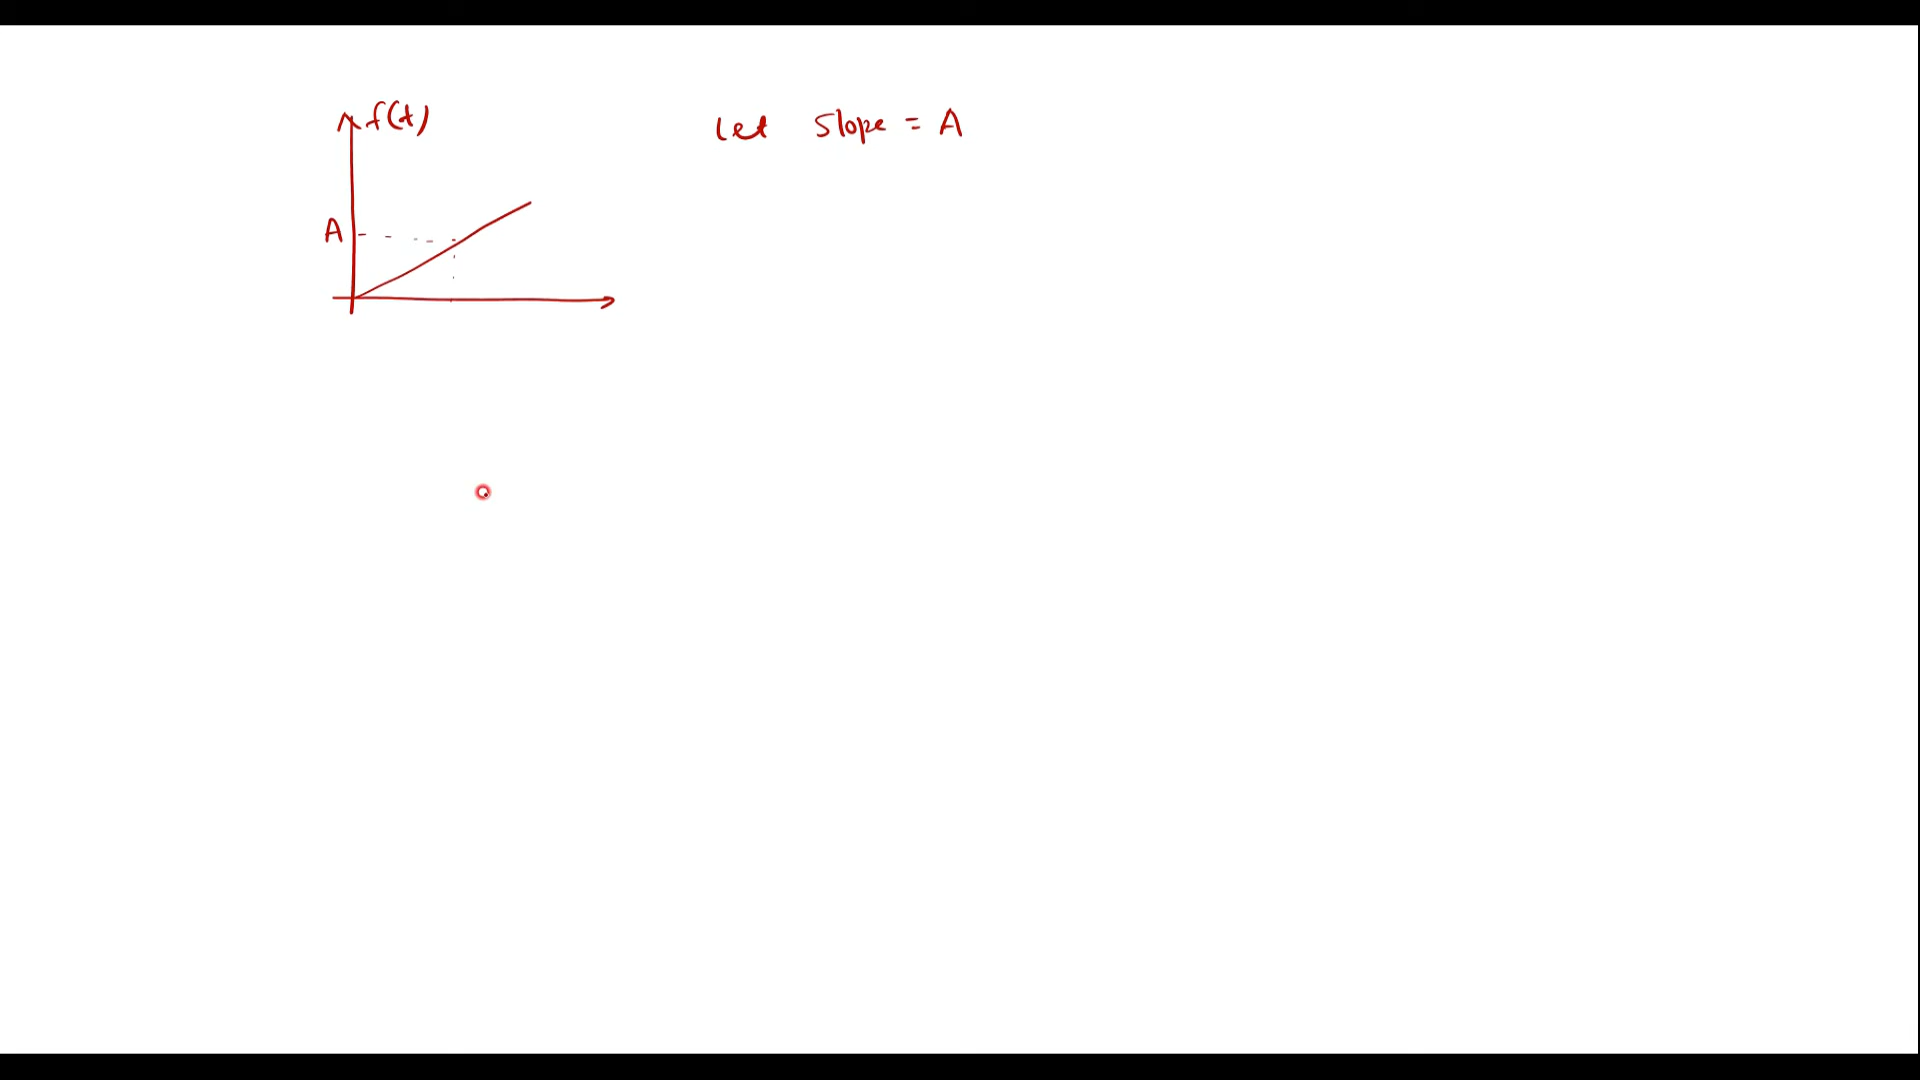 f(t)
let slope = A
A